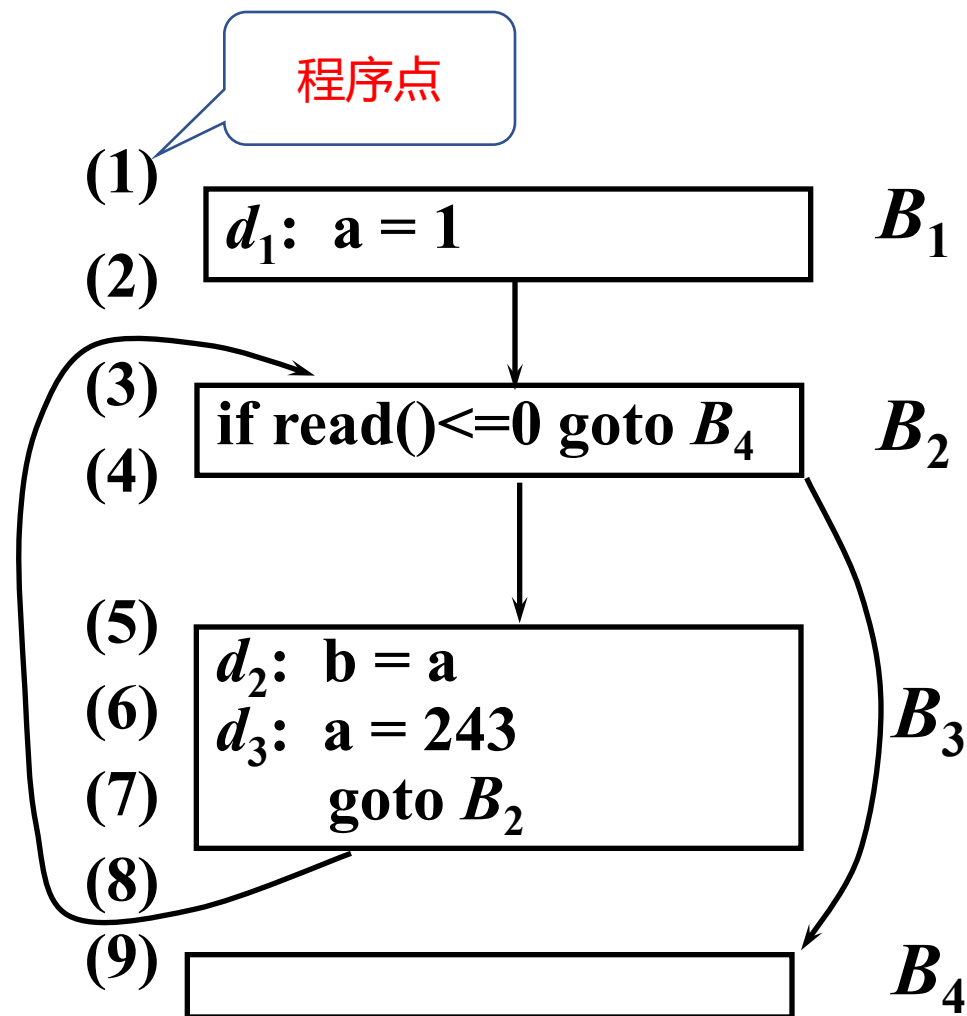 程序点
(1)
d₁: a = 1
B₁
(2)
(3)
if read()<=0 goto B₄
B₂
(4)
(5)
d₂: b = a
(6)
d₃: a = 243
B₃
(7)
goto B₂
(8)
(9)
B₄